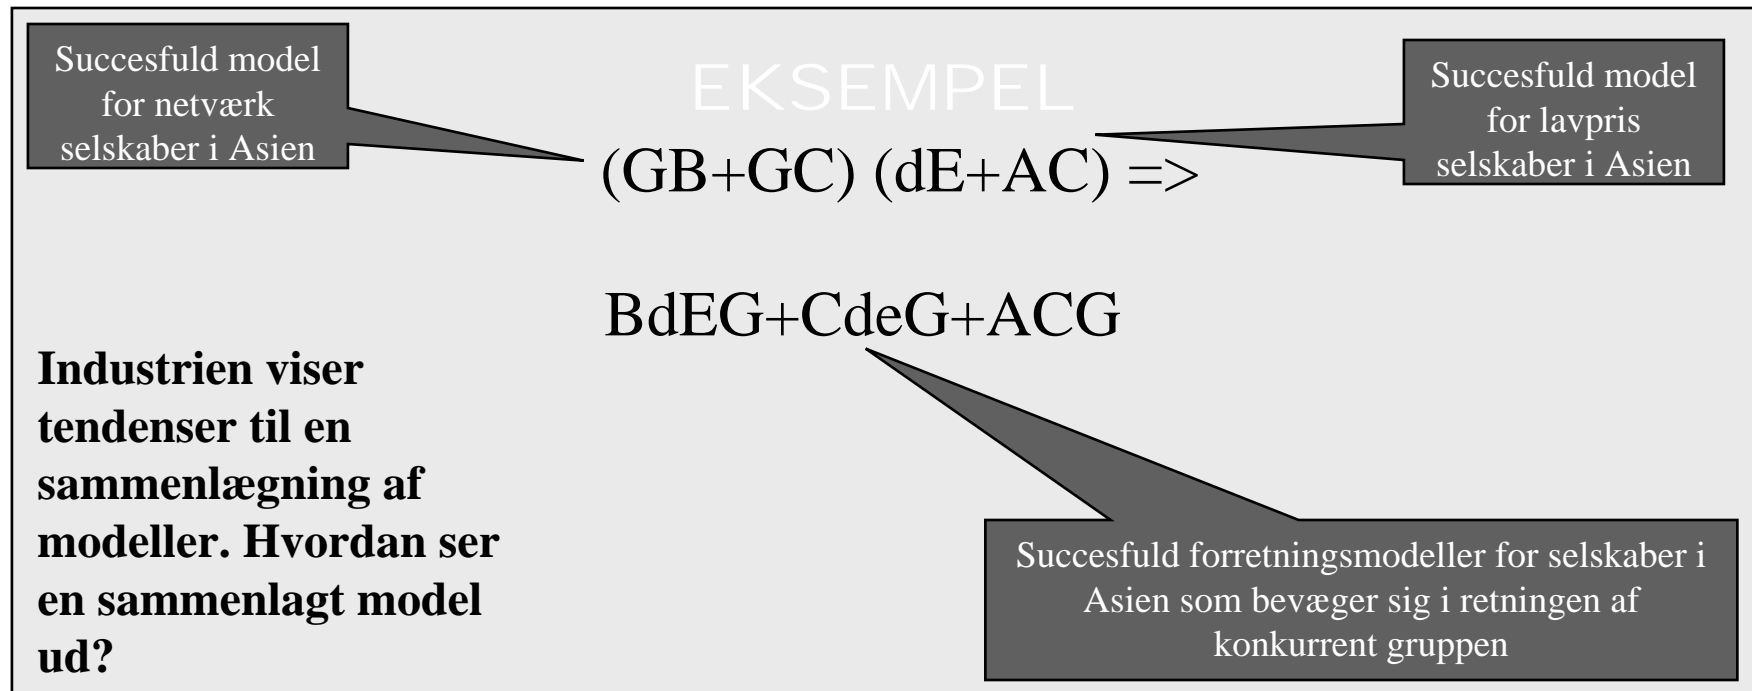 Succesfuld model
for netværk
selskaber i Asien
EKSEMPEL
Succesfuld model
for lavpris
selskaber i Asien
(GB+GC) (dE+AC) =>
BdEG+CdeG+ACG
Industrien viser
tendenser til en
sammenlægning af
modeller. Hvordan ser
en sammenlagt model
ud?
Succesfuld forretningsmodeller for selskaber i
Asien som bevæger sig i retningen af
konkurrent gruppen